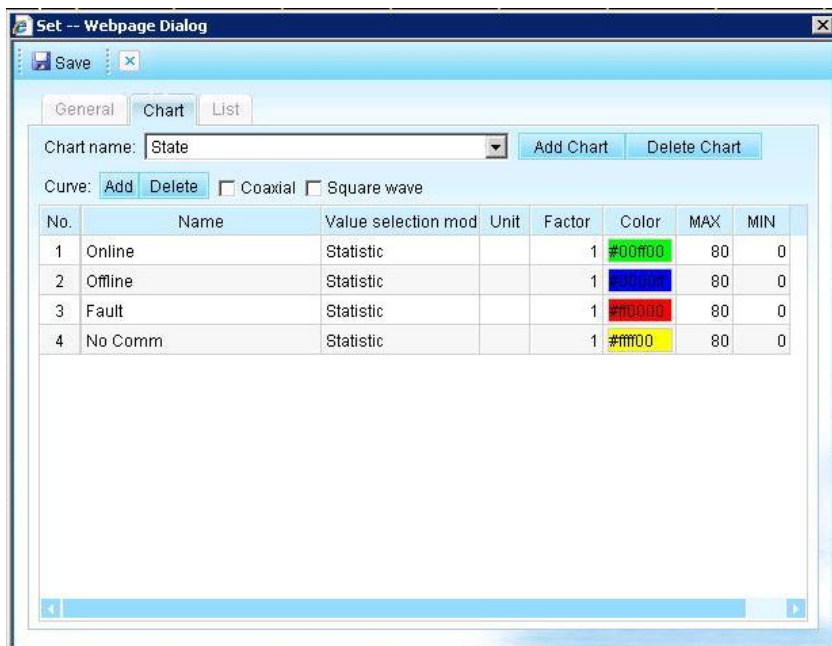 Set -- Webpage Dialog
Save
General Chart List
Chart name: State Add Chart Delete Chart
Curve: Add Delete Coaxial Square wave
No. Name Value selection mod Unit Factor Color MAX MIN
1 Online Statistic 1 #00ff00 80 0
2 Offline Statistic 1 #0000ff 80 0
3 Fault Statistic 1 #ff0000 80 0
4 No Comm Statistic 1 #ffff00 80 0